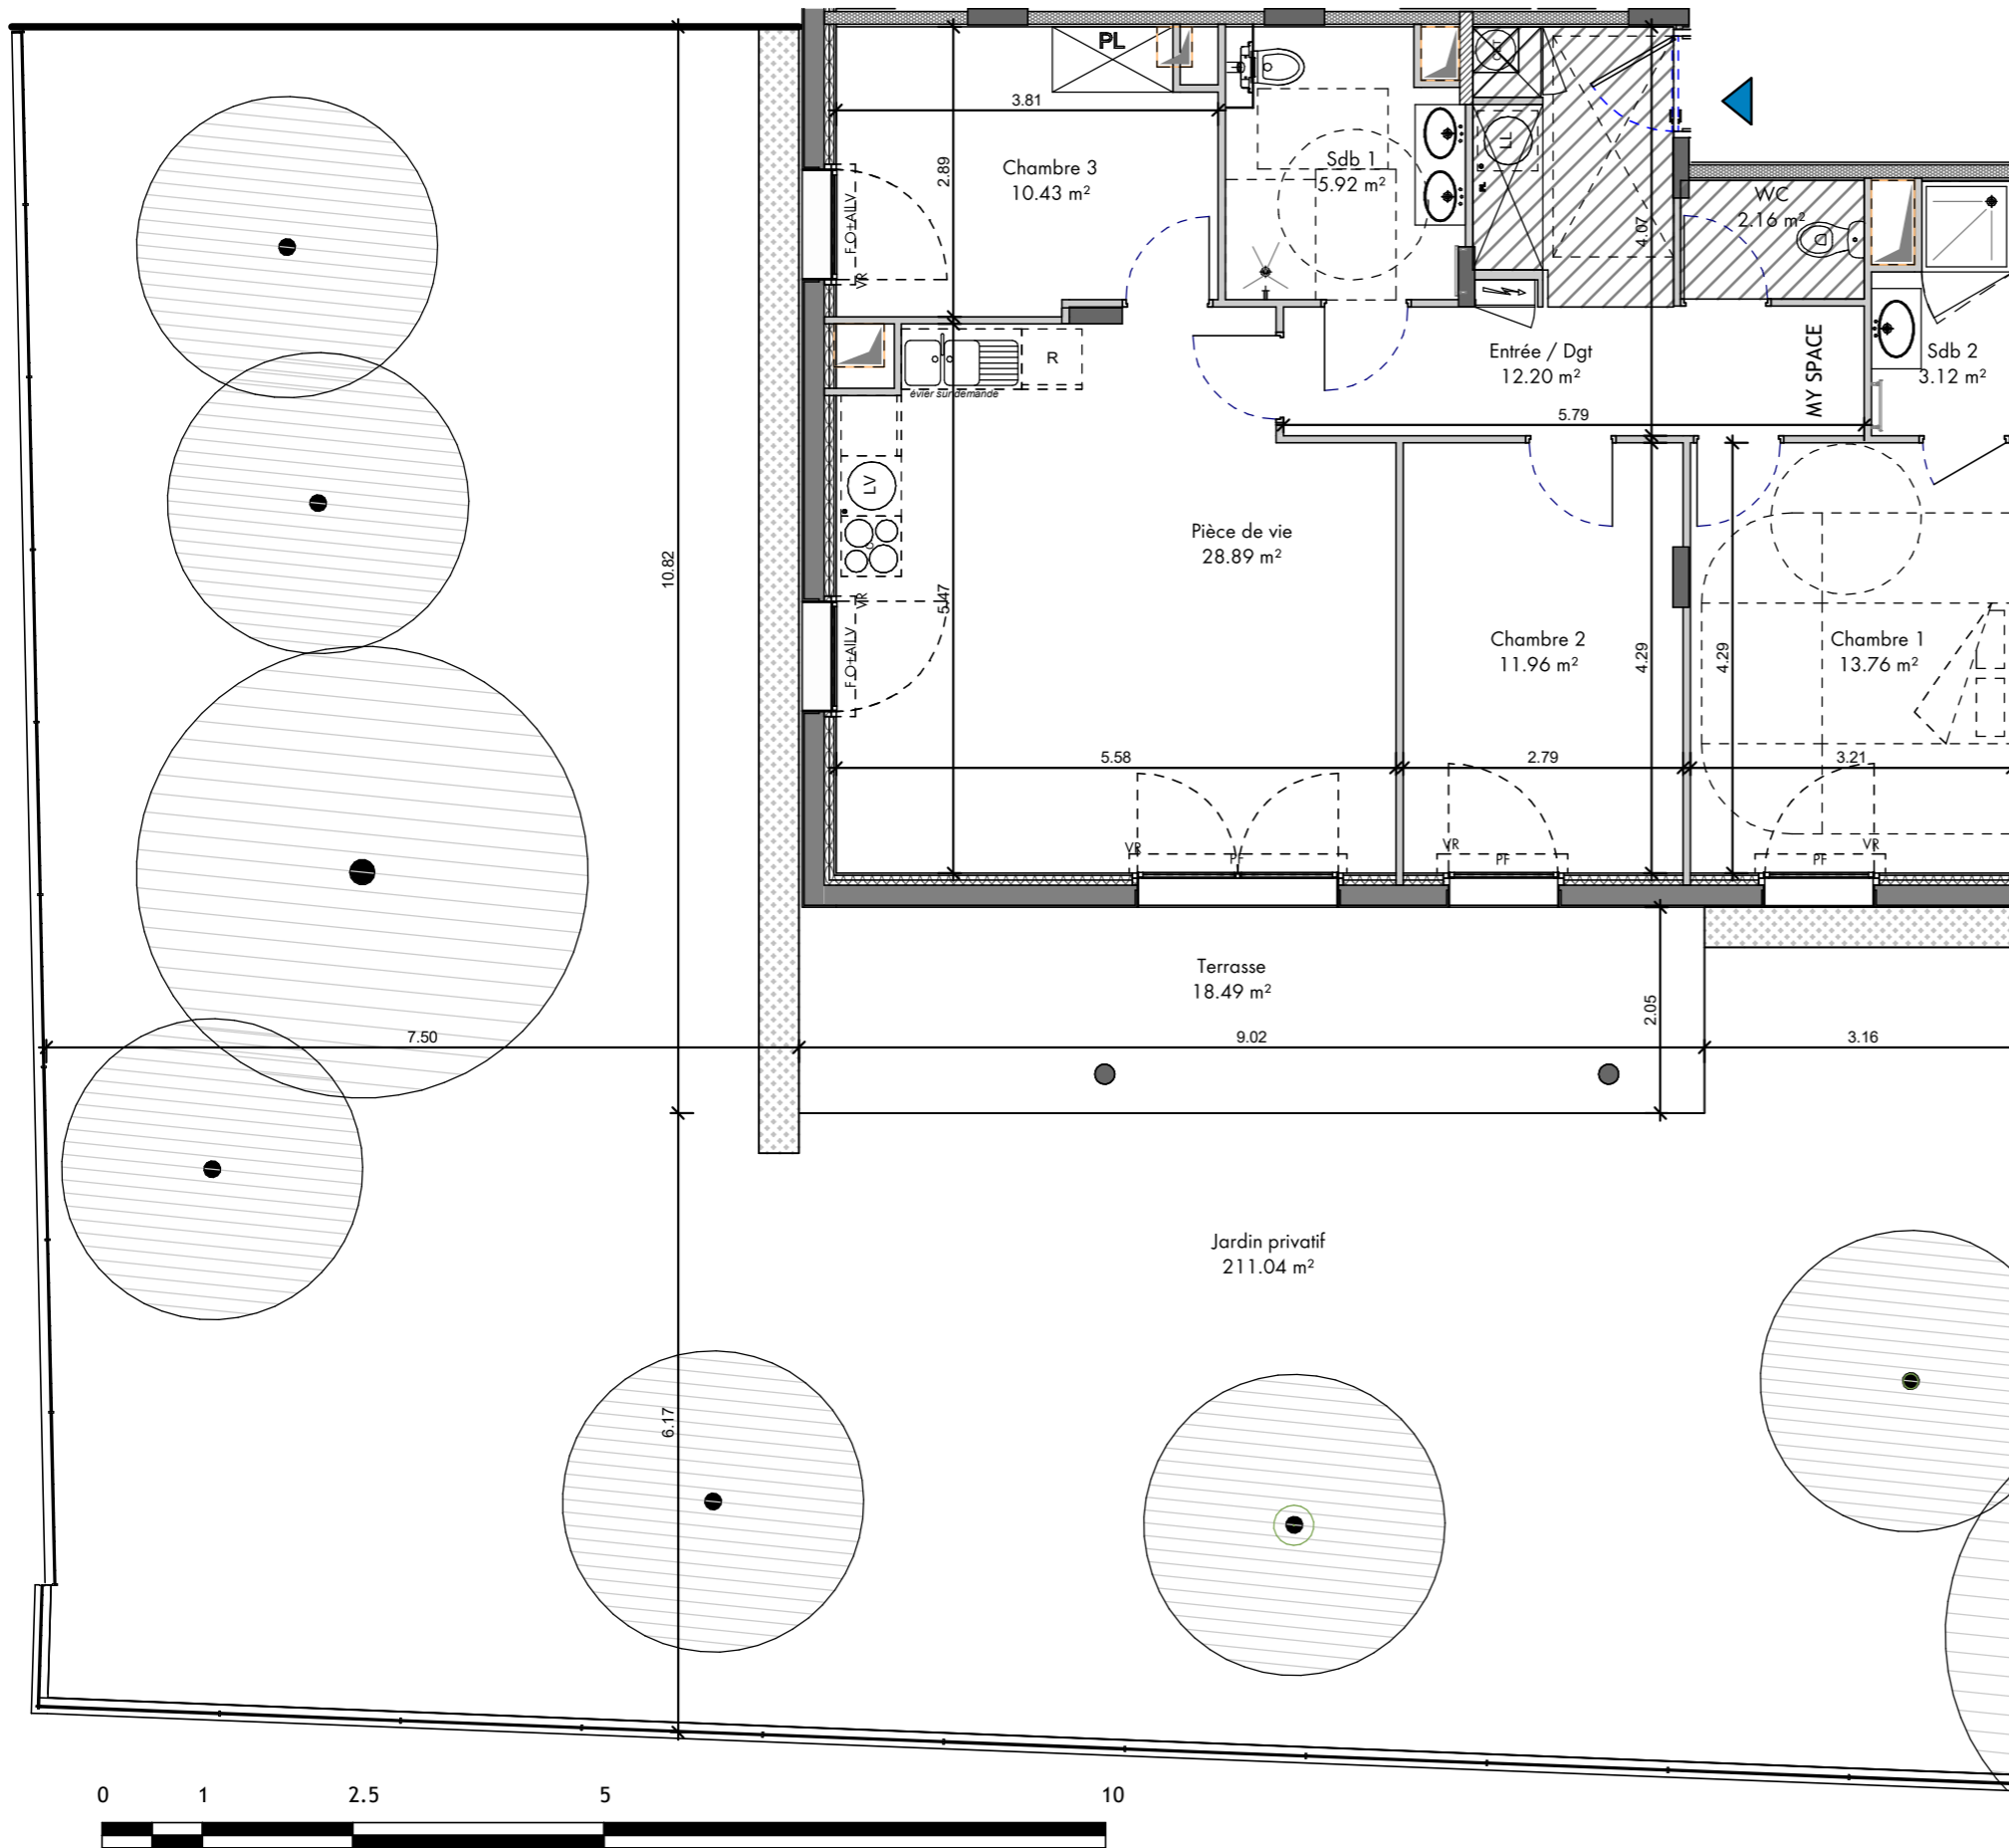 PL
3.81
2.89
Chambre 3
10.43 m²
Sdb 1
5.92 m²
LL
4.07
WC
2.16 m²
F.O+AILV
VR
R
évier sur demande
Entrée / Dgt
12.20 m²
MY SPACE
Sdb 2
3.12 m²
5.79
LV
Pièce de vie
28.89 m²
10.82
5.47
VR
F.O+AILV
Chambre 2
11.96 m²
4.29
4.29
Chambre 1
13.76 m²
5.58
2.79
3.21
VR
PF
VR
PF
PF
VR
Terrasse
18.49 m²
2.05
7.50
9.02
3.16
Jardin privatif
211.04 m²
6.17
0 1 2.5 5 10